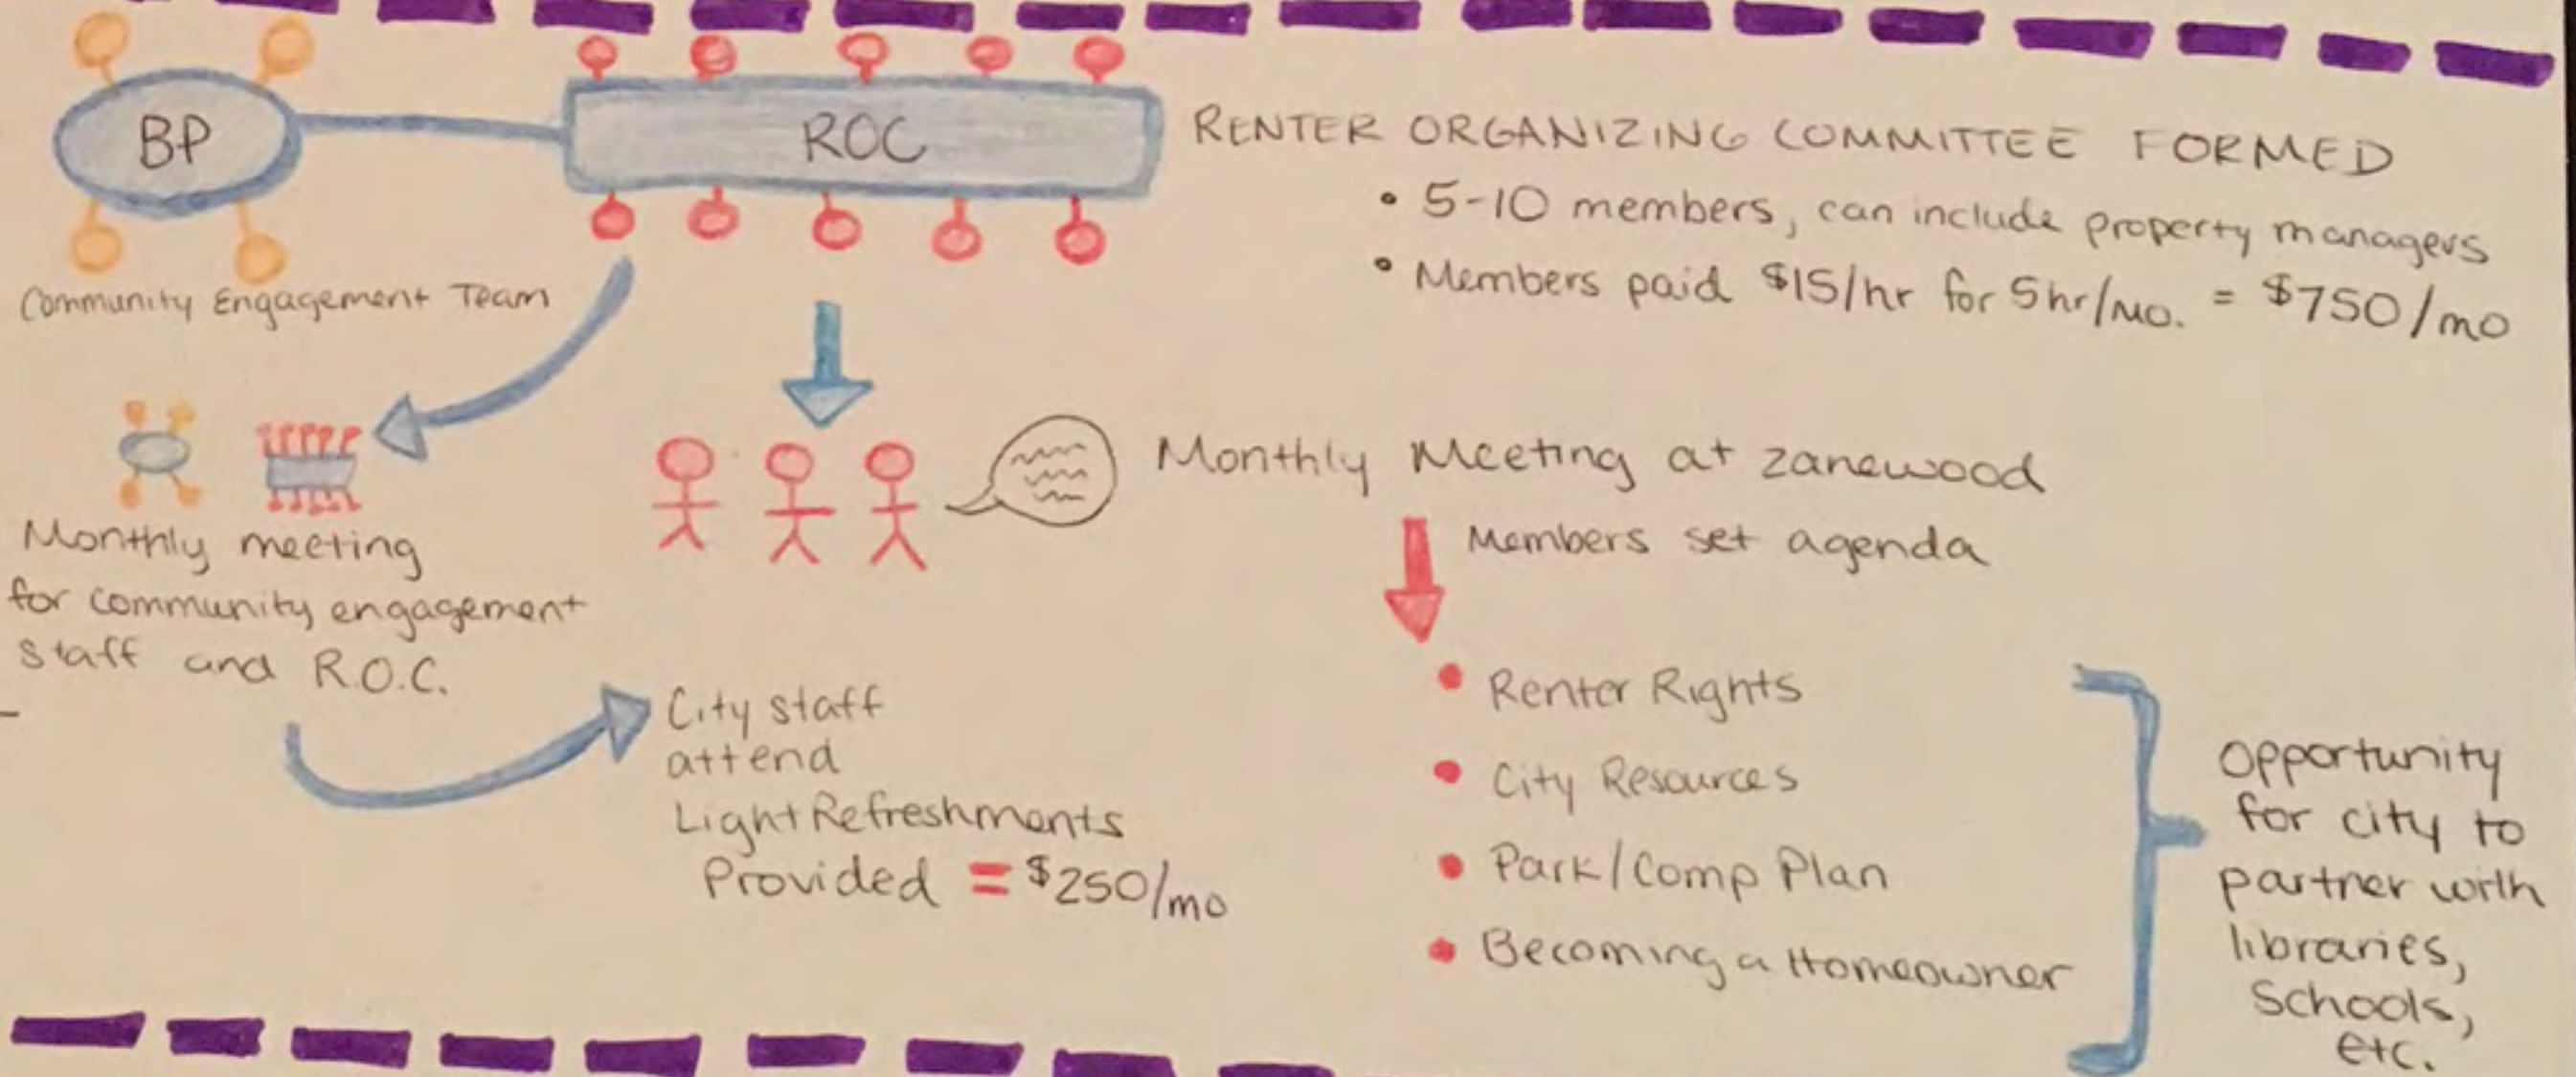 BP
ROC
Community Engagement Team
RENTER ORGANIZING COMMITTEE FORMED
• 5-10 members, can include property managers
• Members paid $15/hr for 5hr/mo. = $750/mo
Monthly meeting
for community engagement
staff and R.O.C.
Monthly Meeting at Zanewood
Members set agenda
City staff
attend
Light Refreshments
Provided = $250/mo
• Renter Rights
• City Resources
• Park/Comp Plan
• Becoming a Homeowner
Opportunity
for city to
partner with
libraries,
Schools,
etc.